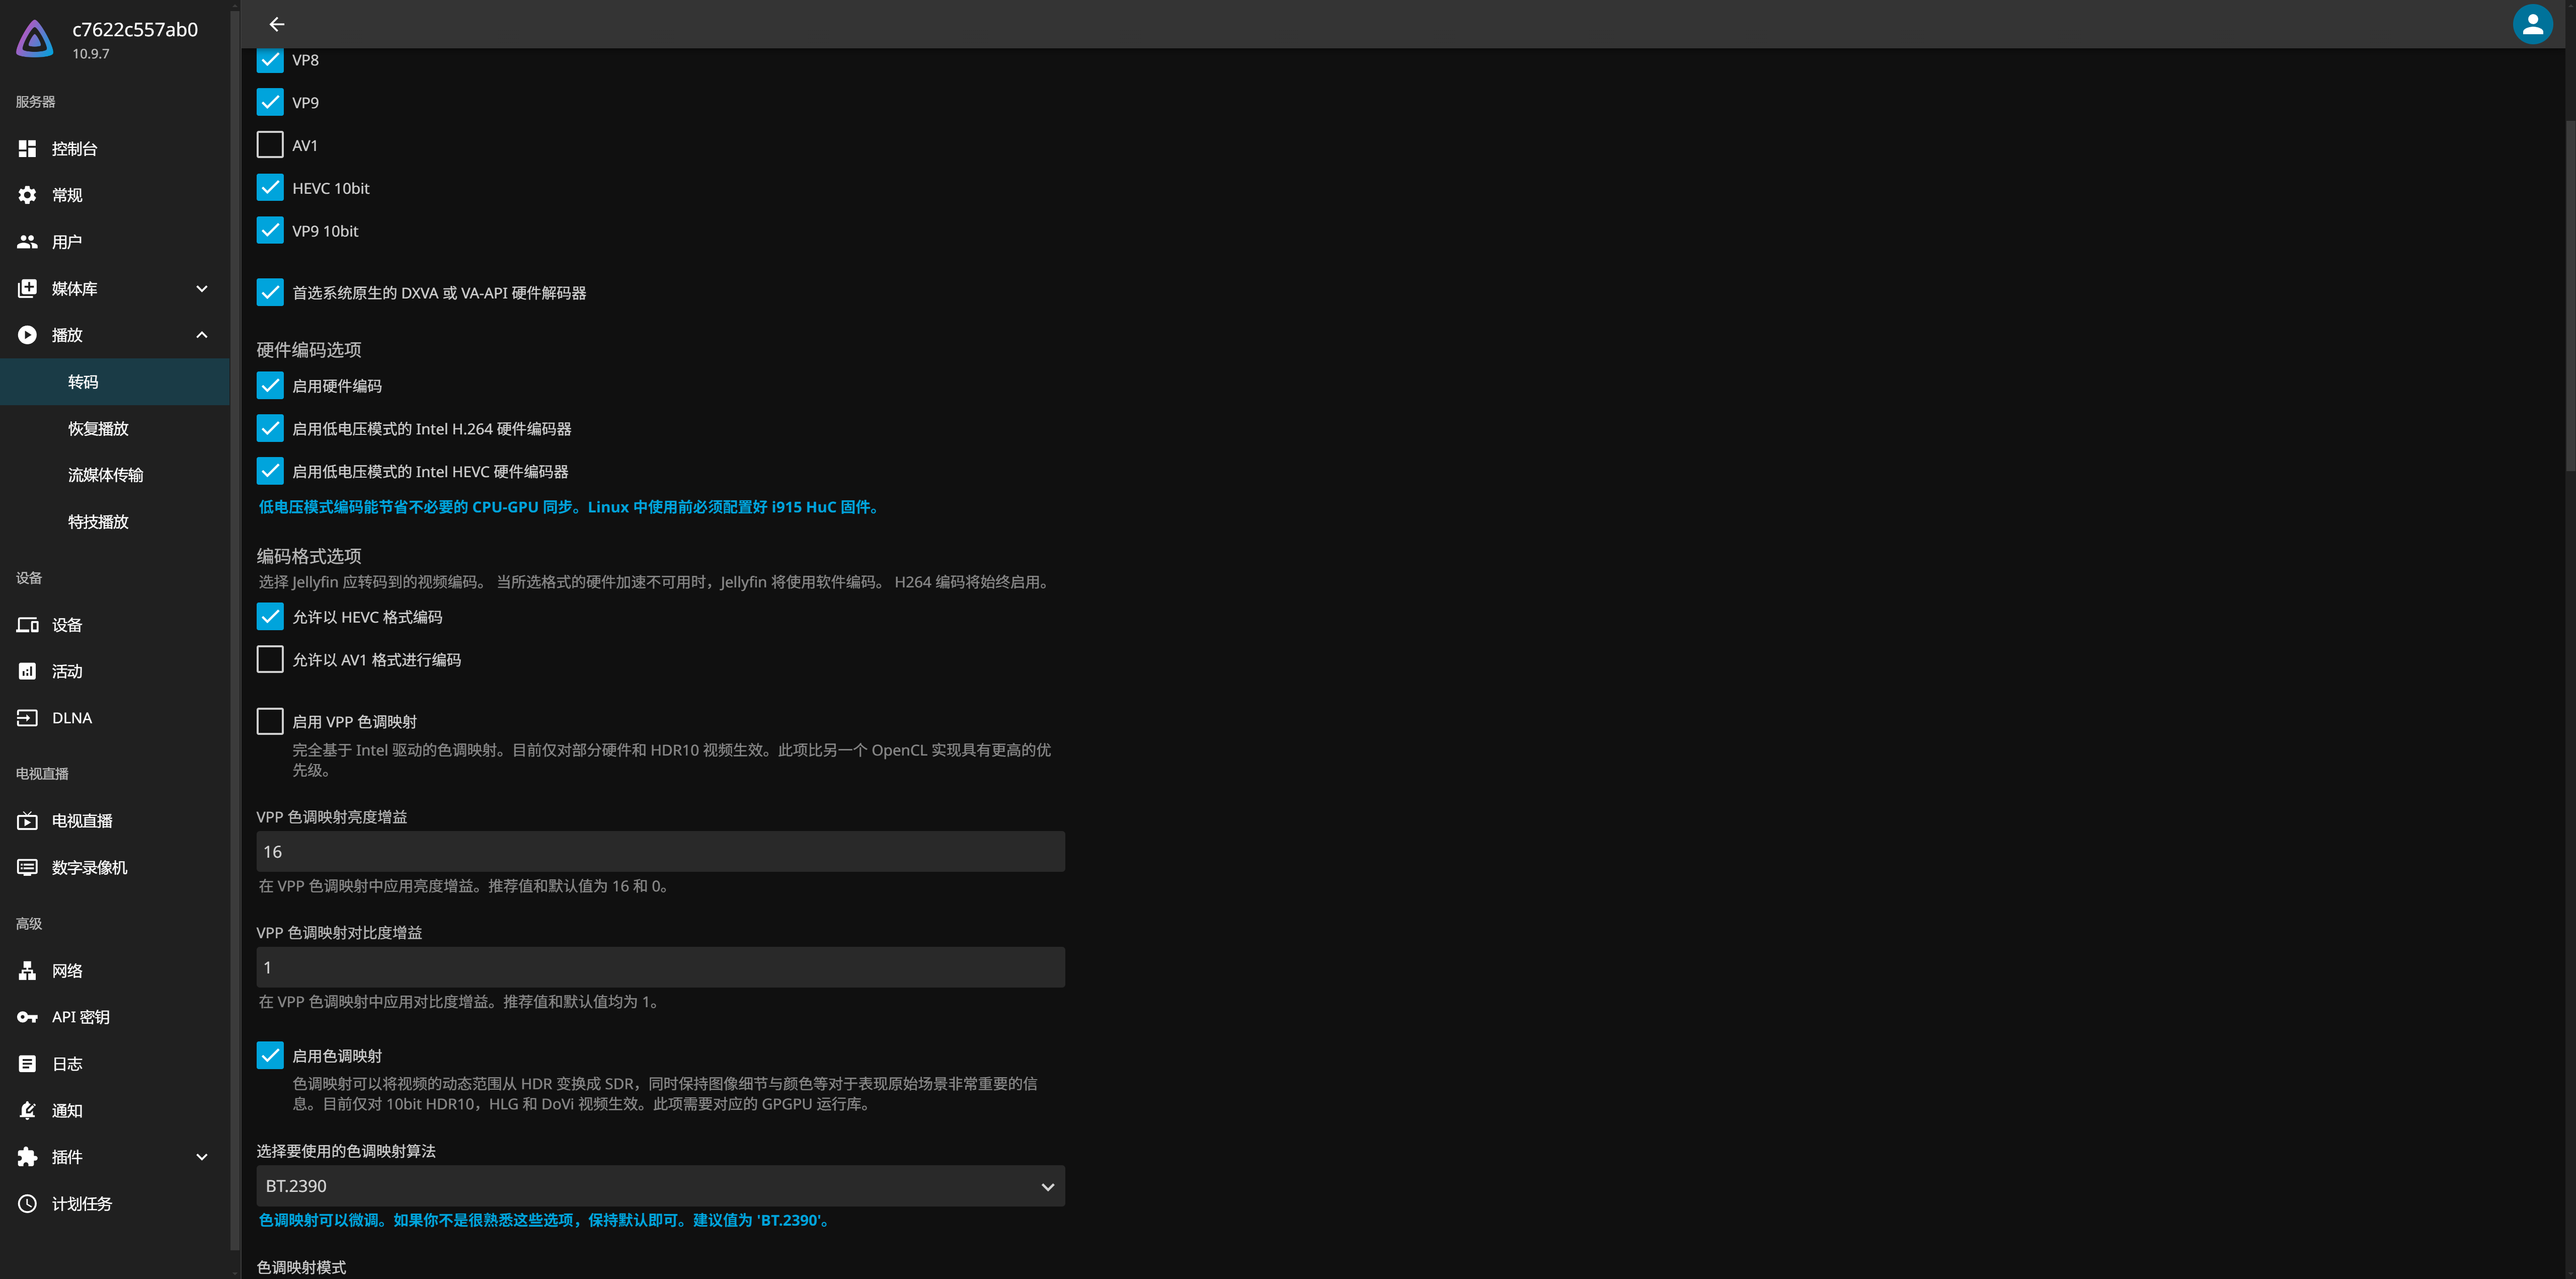 c7622c557ab0
10.9.7
服务器
控制台
常规
用户
媒体库
播放
转码
恢复播放
流媒体传输
特技播放
设备
设备
活动
DLNA
电视直播
电视直播
数字录像机
高级
网络
API 密钥
日志
通知
插件
计划任务
VP8
VP9
AV1
HEVC 10bit
VP9 10bit
首选系统原生的 DXVA 或 VA-API 硬件解码器
硬件编码选项
启用硬件编码
启用低电压模式的 Intel H.264 硬件编码器
启用低电压模式的 Intel HEVC 硬件编码器
低电压模式编码能节省不必要的 CPU-GPU 同步。Linux 中使用前必须配置好 i915 HuC 固件。
编码格式选项
选择 Jellyfin 应转码到的视频编码。 当所选格式的硬件加速不可用时，Jellyfin 将使用软件编码。 H264 编码将始终启用。
允许以 HEVC 格式编码
允许以 AV1 格式进行编码
启用 VPP 色调映射
完全基于 Intel 驱动的色调映射。目前仅对部分硬件和 HDR10 视频生效。此项比另一个 OpenCL 实现具有更高的优
先级。
VPP 色调映射亮度增益
16
在 VPP 色调映射中应用亮度增益。推荐值和默认值为 16 和 0。
VPP 色调映射对比度增益
1
在 VPP 色调映射中应用对比度增益。推荐值和默认值均为 1。
启用色调映射
色调映射可以将视频的动态范围从 HDR 变换成 SDR，同时保持图像细节与颜色等对于表现原始场景非常重要的信
息。目前仅对 10bit HDR10，HLG 和 DoVi 视频生效。此项需要对应的 GPGPU 运行库。
选择要使用的色调映射算法
BT.2390
色调映射可以微调。如果你不是很熟悉这些选项，保持默认即可。建议值为 'BT.2390'。
色调映射模式